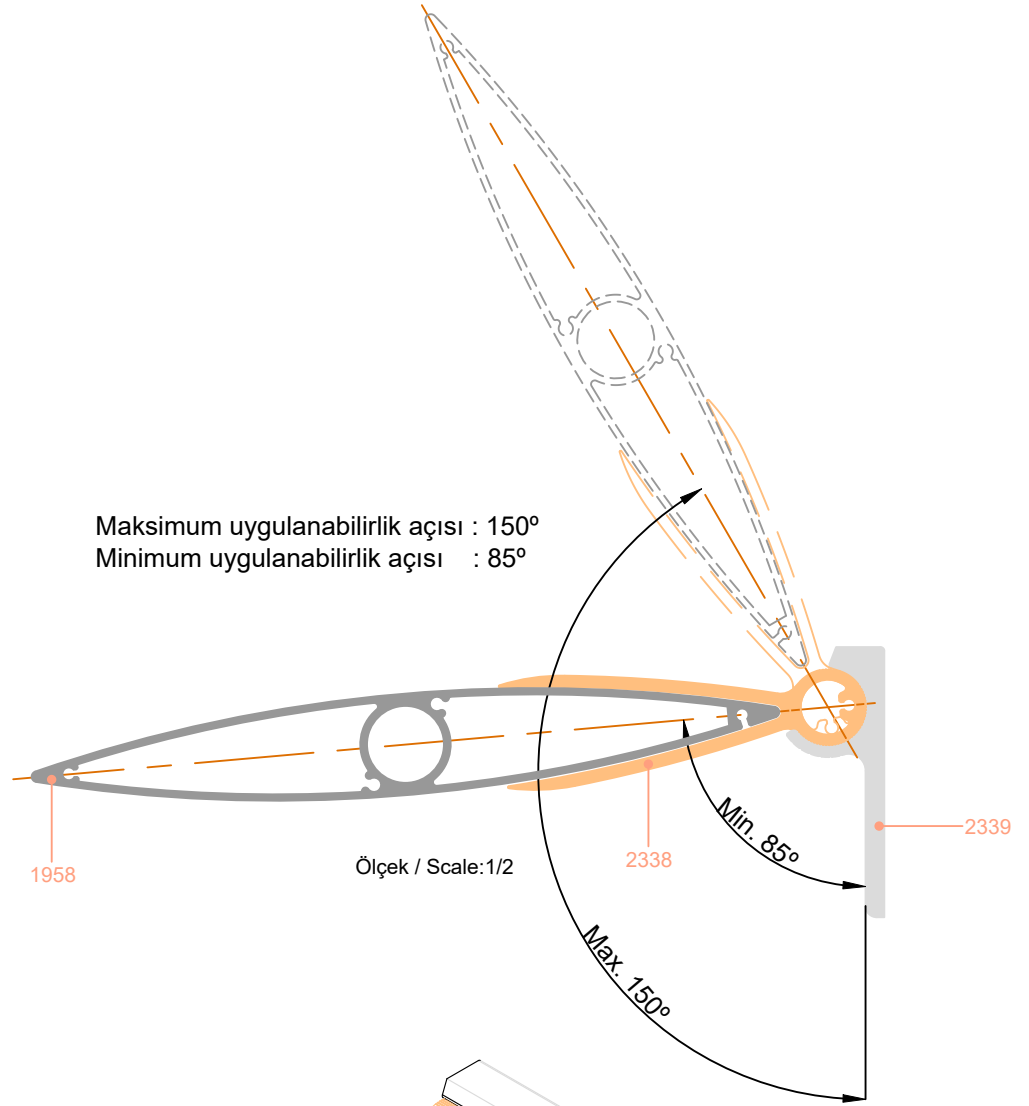 Maksimum uygulanabilirlik açısı : 150º
Minimum uygulanabilirlik açısı : 85º
2339
Min. 85º
2338
1958
Ölçek / Scale:1/2
Max. 150º